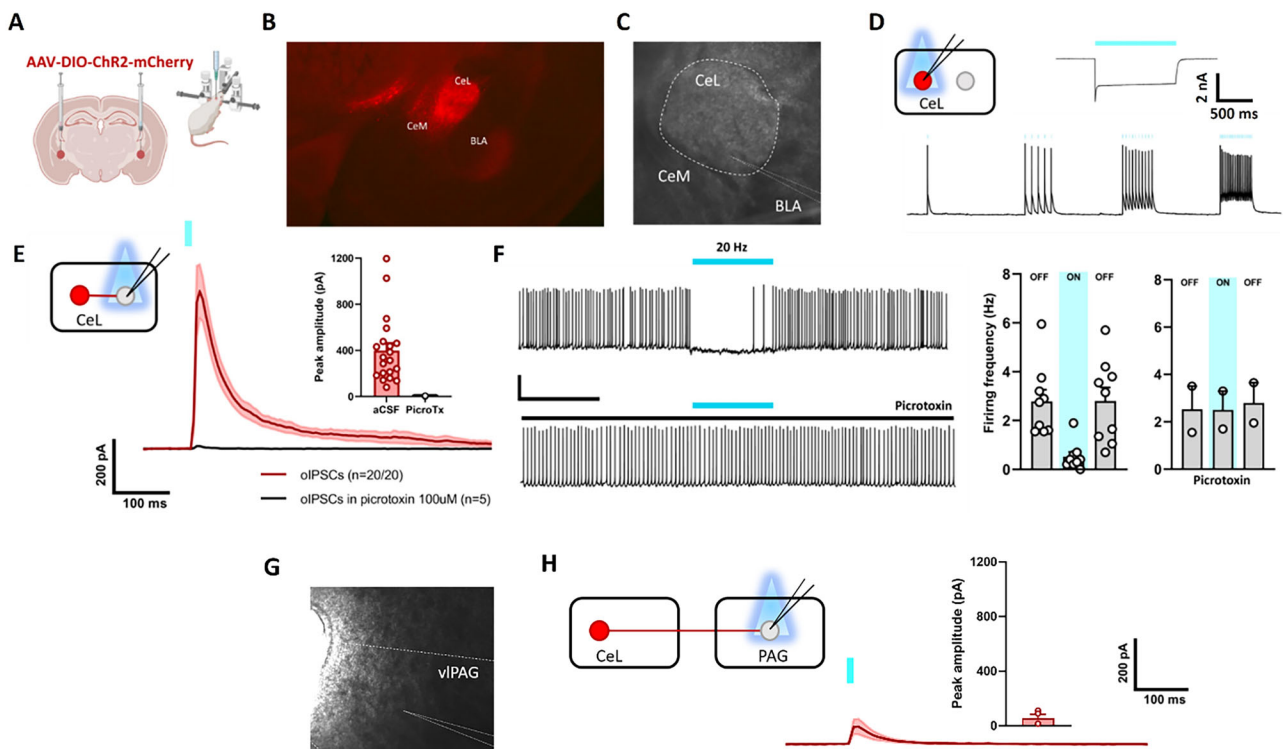 A
AAV-DIO-ChR2-mCherry
B
CeL
CeM
BLA
C
CeL
CeM
BLA
D
CeL
2 nA
500 ms
E
CeL
200 pA
100 ms
Peak amplitude (pA)
1200
800
400
0
aCSF
PicroTx
oIPSCs (n=20/20)
oIPSCs in picrotoxin 100uM (n=5)
F
20 Hz
Picrotoxin
Firirng frequency (Hz)
8
6
4
2
0
OFF
ON
OFF
8
6
4
2
0
OFF
ON
OFF
Picrotoxin
G
vlPAG
H
CeL
PAG
Peak amplitude (pA)
1200
800
400
0
200 pA
100 ms